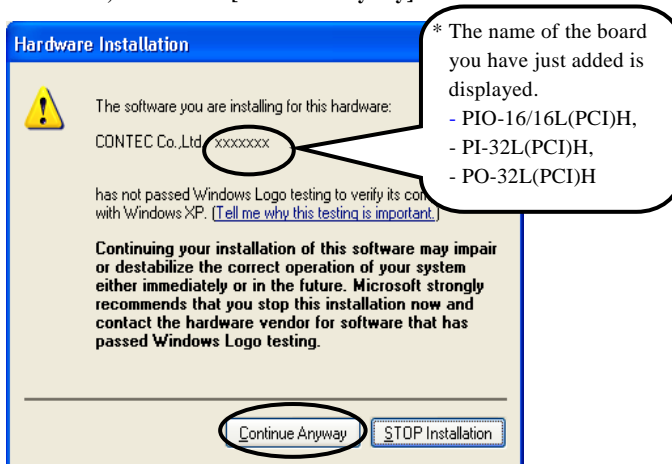 Hardware Installation
* The name of the board
you have just added is
displayed.
- PIO-16/16L(PCI)H,
- PI-32L(PCI)H,
- PO-32L(PCI)H
The software you are installing for this hardware:
CONTEC Co.,Ltd xxxxxxx
has not passed Windows Logo testing to verify its
with Windows XP. (Tell me why this testing is important.)
Continuing your installation of this software may impair
or destabilize the correct operation of your system
either immediately or in the future. Microsoft strongly
recommends that you stop this installation now and
contact the hardware vendor for software that has
passed Windows Logo testing.
Continue Anyway
STOP Installation